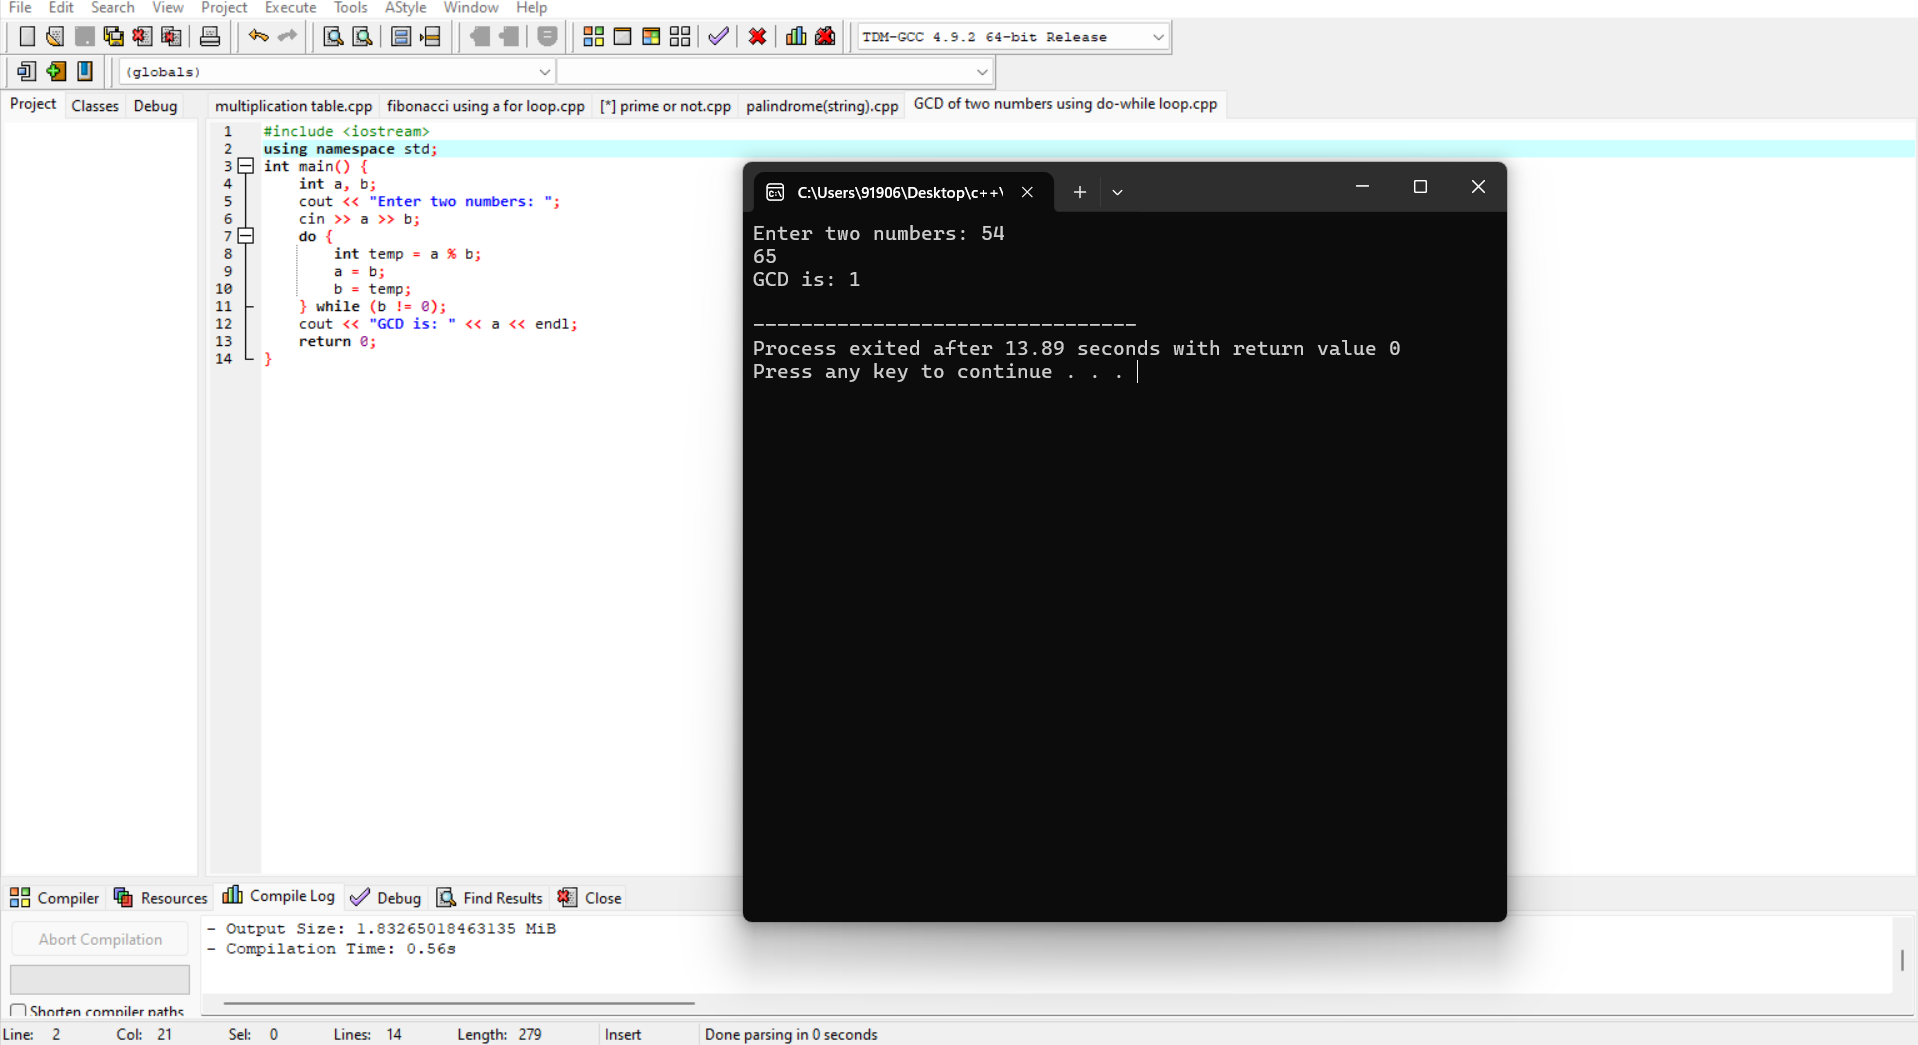 File Edit Search View Project Execute Tools AStyle Window Help
TDM-GCC 4.9.2 64-bit Release
(globals)
Project Classes Debug
multiplication table.cpp fibonacci using a for loop.cpp [*] prime or not.cpp palindrome(string).cpp GCD of two numbers using do-while loop.cpp
1 #include <iostream>
2 using namespace std;
3 int main() {
4 int a, b;
5 cout << "Enter two numbers: ";
6 cin >> a >> b;
7 do {
8 int temp = a % b;
9 a = b;
10 b = temp;
11 } while (b != 0);
12 cout << "GCD is: " << a << endl;
13 return 0;
14 }
C:\Users\91906\Desktop\c++\
Enter two numbers: 54
65
GCD is: 1
--------------------------------
Process exited after 13.89 seconds with return value 0
Press any key to continue . . .
Compiler Resources Compile Log Debug Find Results Close
Abort Compilation
Shorten compiler paths
- Output Size: 1.83265018463135 MiB
- Compilation Time: 0.56s
Line: 2 Col: 21 Sel: 0 Lines: 14 Length: 279 Insert Done parsing in 0 seconds